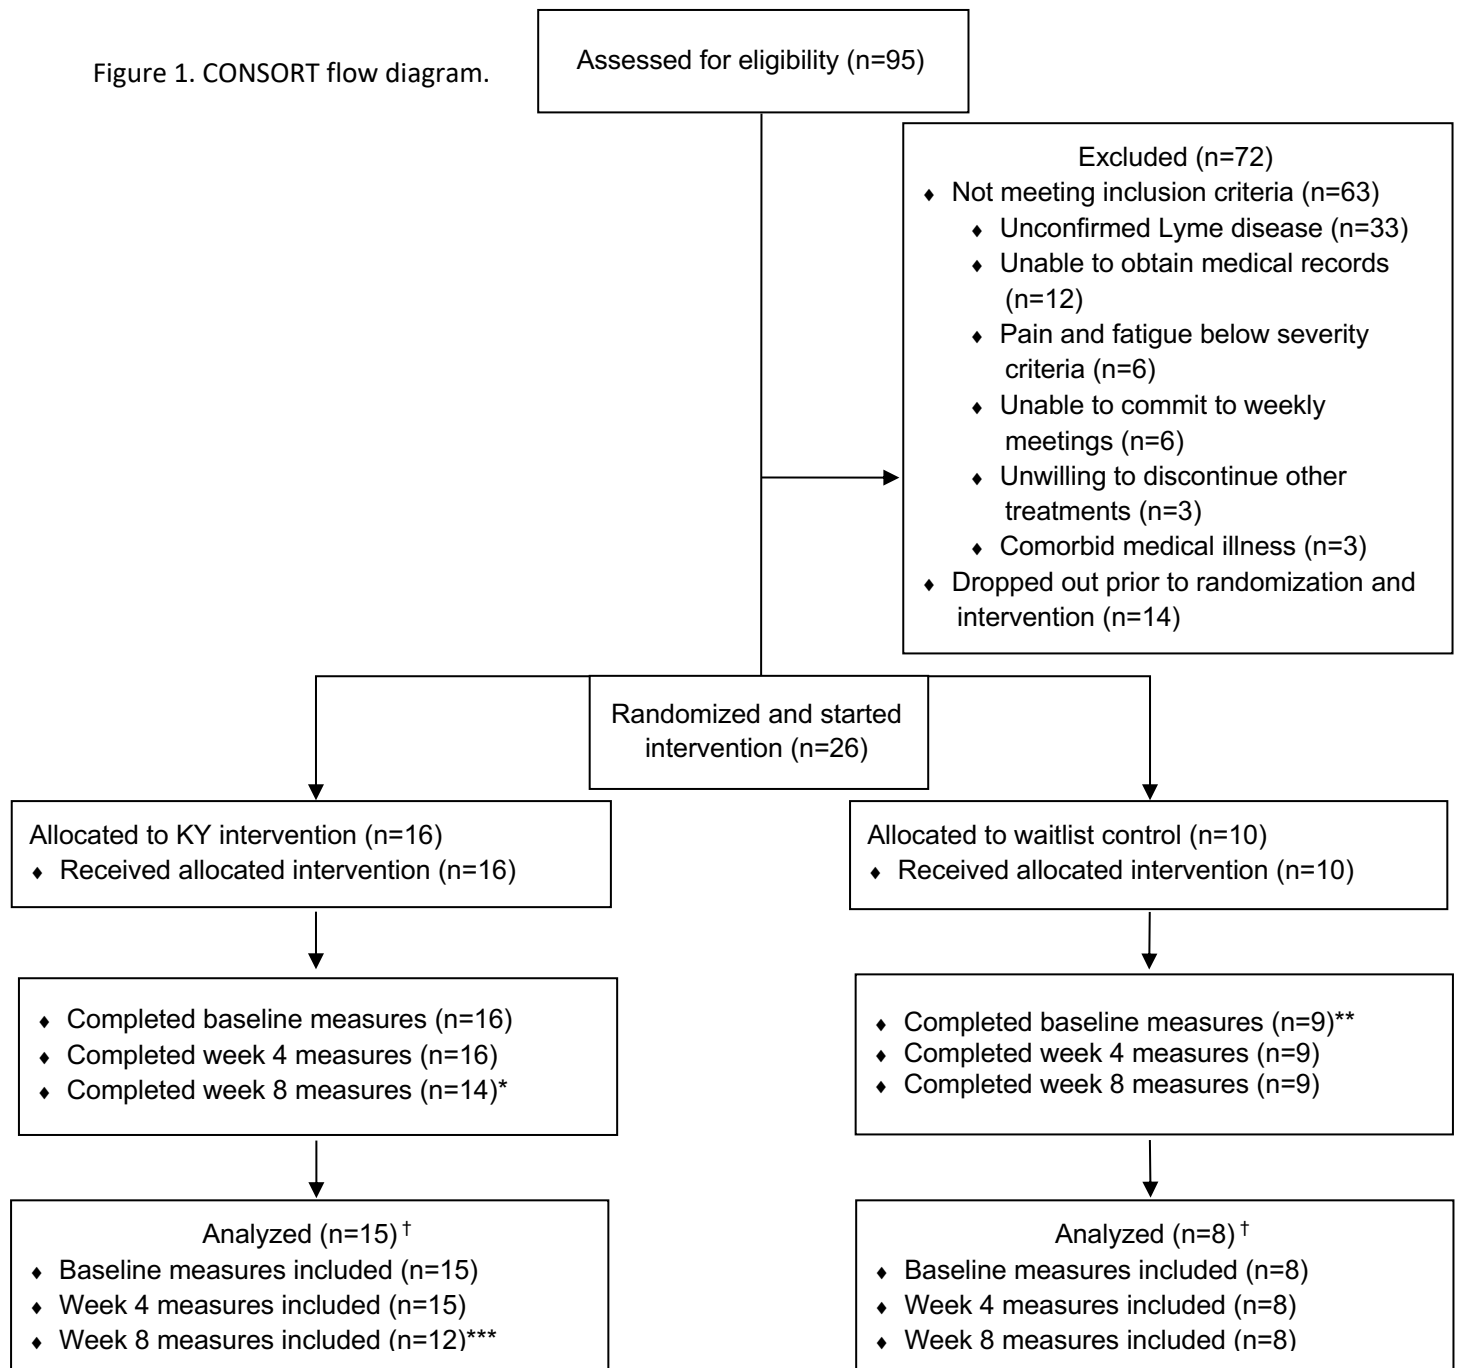 Figure 1. CONSORT flow diagram.
Assessed for eligibility (n=95)
Excluded (n=72)
♦ Not meeting inclusion criteria (n=63)
♦ Unconfirmed Lyme disease (n=33)
♦ Unable to obtain medical records
(n=12)
♦ Pain and fatigue below severity
criteria (n=6)
♦ Unable to commit to weekly
meetings (n=6)
♦ Unwilling to discontinue other
treatments (n=3)
♦ Comorbid medical illness (n=3)
♦ Dropped out prior to randomization and
intervention (n=14)
Randomized and started
intervention (n=26)
Allocated to KY intervention (n=16)
♦ Received allocated intervention (n=16)
Allocated to waitlist control (n=10)
♦ Received allocated intervention (n=10)
♦ Completed baseline measures (n=16)
♦ Completed week 4 measures (n=16)
♦ Completed week 8 measures (n=14)*
♦ Completed baseline measures (n=9)**
♦ Completed week 4 measures (n=9)
♦ Completed week 8 measures (n=9)
Analyzed (n=15) †
♦ Baseline measures included (n=15)
♦ Week 4 measures included (n=15)
♦ Week 8 measures included (n=12)***
Analyzed (n=8) †
♦ Baseline measures included (n=8)
♦ Week 4 measures included (n=8)
♦ Week 8 measures included (n=8)